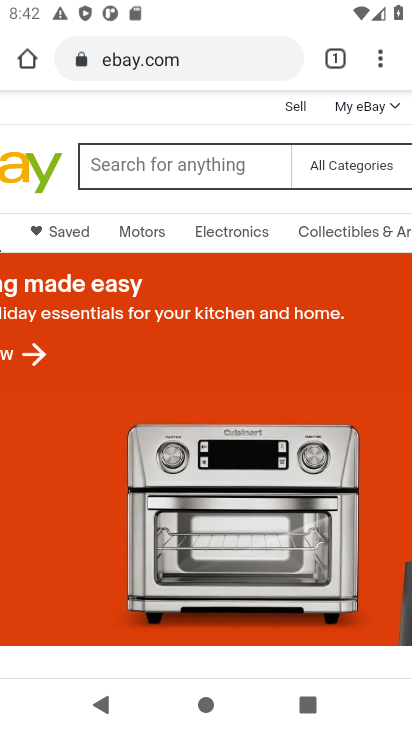 8:42
ebay.com
1
Sell My eBay
ay Search for anything All Categories
Saved Motors Electronics Collectibles & Ar
ng made easy
liday essentials for your kitchen and home.
w
Cuisinart